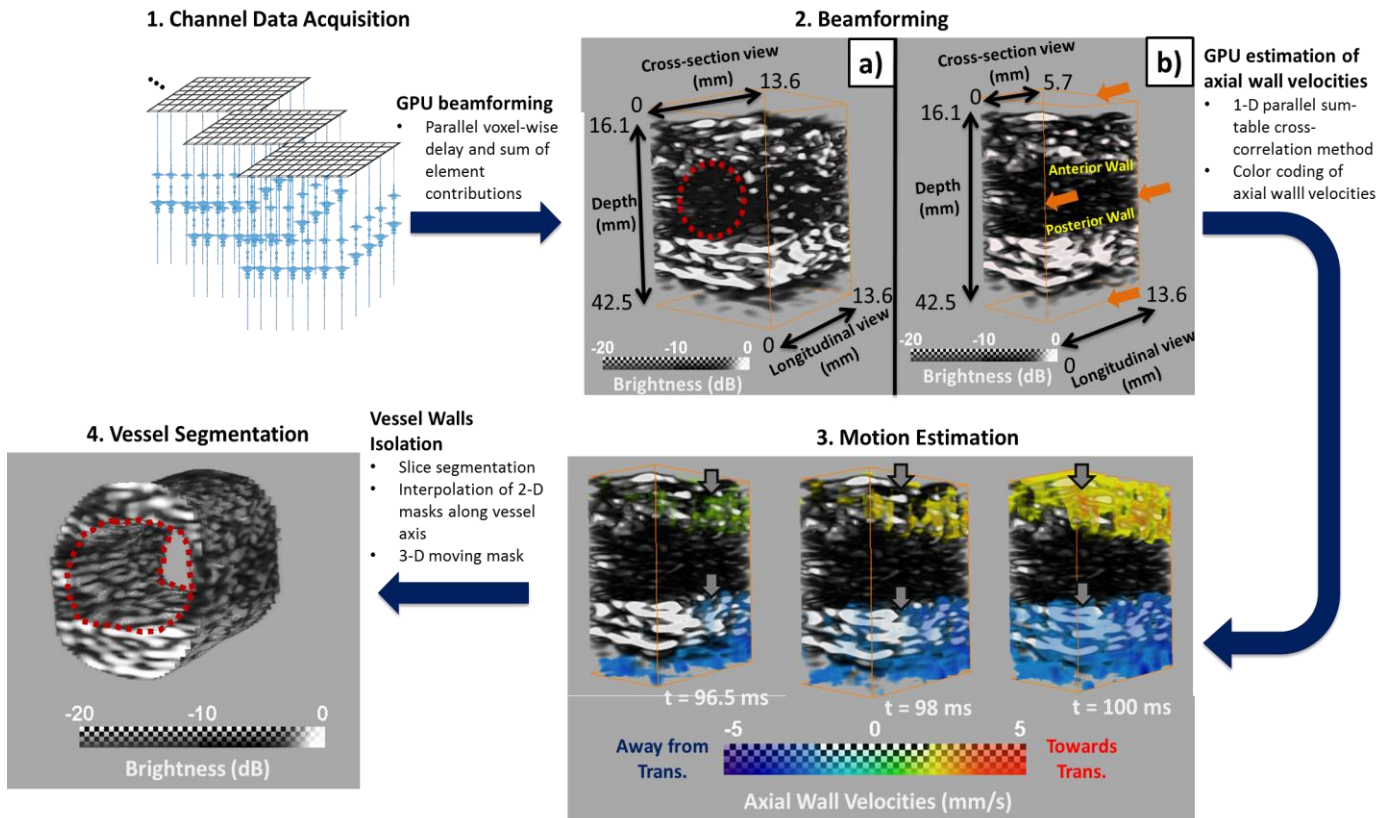 1. Channel Data Acquisition
GPU beamforming
• Parallel voxel-wise
delay and sum of
element
contributions
2. Beamforming
a)
Cross-section view
(mm)
0
13.6
16.1
Depth
(mm)
42.5
13.6
0
Longitudinal view
(mm)
-20
0
Brightness (dB)
b)
Cross-section view
(mm)
0
5.7
16.1
Anterior Wall
Depth
(mm)
Posterior Wall
42.5
13.6
0
Longitudinal view
(mm)
-20
0
Brightness (dB)
GPU estimation of
axial wall velocities
• 1-D parallel sum-
table cross-
correlation method
• Color coding of
axial walll velocities
3. Motion Estimation
t = 96.5 ms
t = 98 ms
t = 100 ms
-5
0
5
Away from
Trans.
Towards
Trans.
Axial Wall Velocities (mm/s)
Vessel Walls
Isolation
• Slice segmentation
• Interpolation of 2-D
masks along vessel
axis
• 3-D moving mask
4. Vessel Segmentation
-20
-10
0
Brightness (dB)